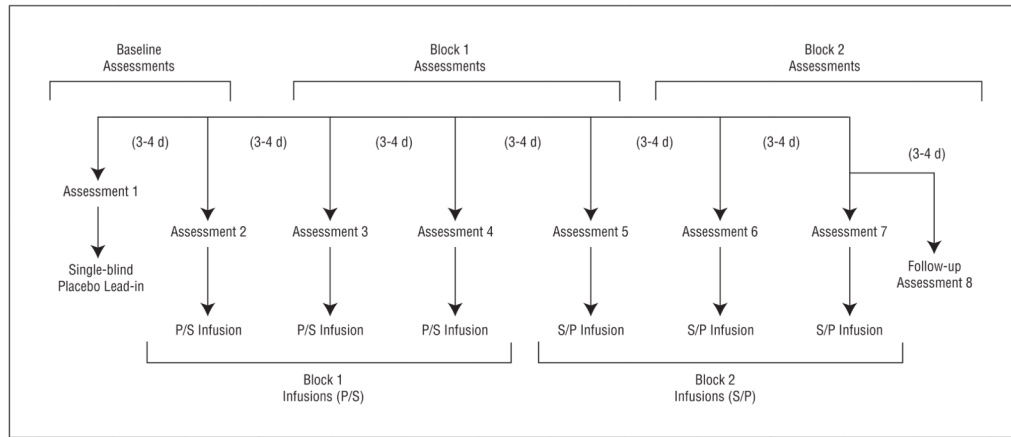 Baseline
Assessments
Block 1
Assessments
Block 2
Assessments
(3-4 d)
(3-4 d)
(3-4 d)
(3-4 d)
(3-4 d)
(3-4 d)
(3-4 d)
Assessment 1
Assessment 2
Assessment 3
Assessment 4
Assessment 5
Assessment 6
Assessment 7
Single-blind
Placebo Lead-in
Follow-up
Assessment 8
P/S Infusion
P/S Infusion
P/S Infusion
S/P Infusion
S/P Infusion
S/P Infusion
Block 1
Infusions (P/S)
Block 2
Infusions (S/P)